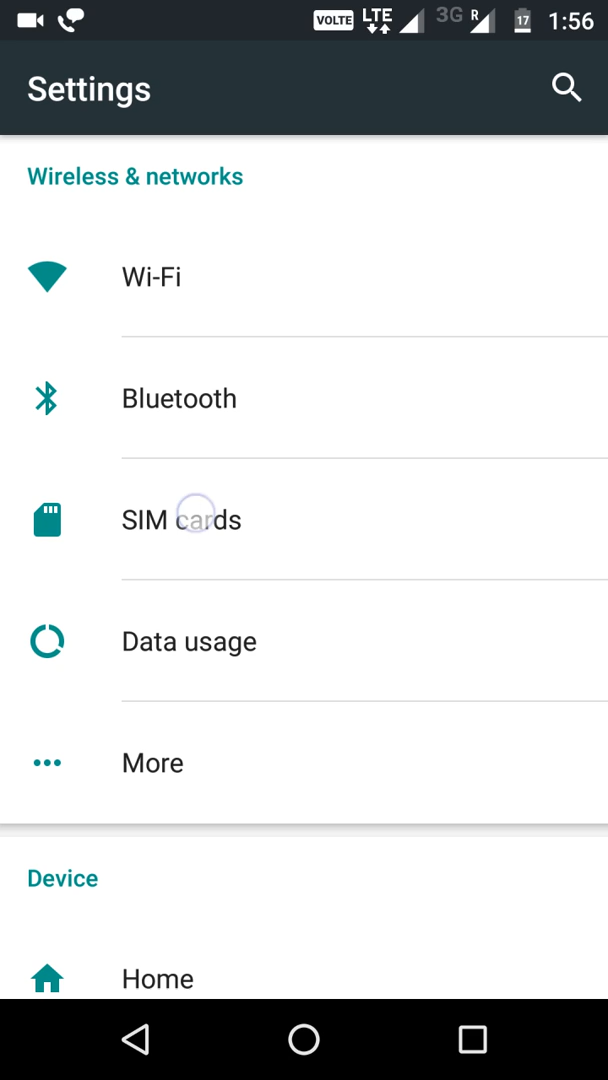 VOLTE LTE 3G R 17 1:56
Settings
Wireless & networks
Wi-Fi
Bluetooth
SIM cards
Data usage
More
Device
Home